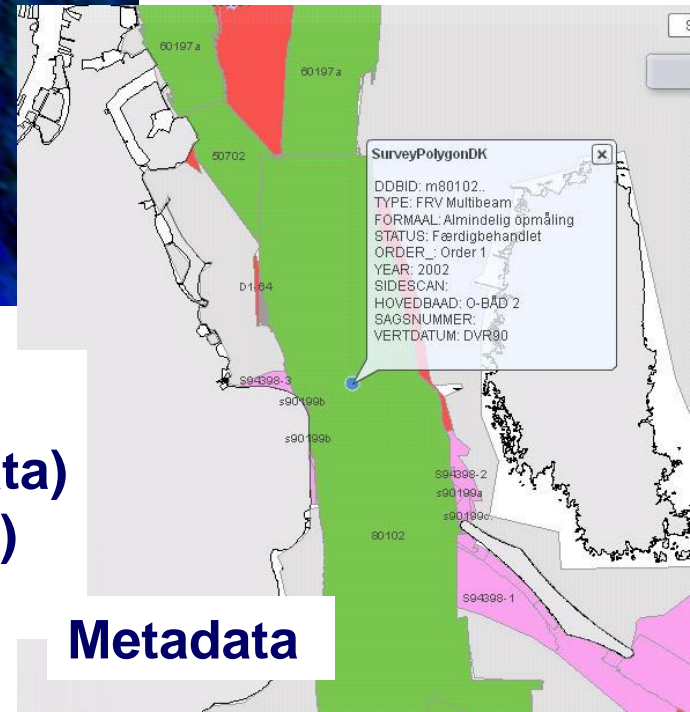 S
60197a
60197a
50702
SurveyPolygonDK
x
DDBID: m80102..
TYPE: FRV Multibeam
FORMAAL: Almindelig opmåling
STATUS: Færdigbehandlet
ORDER_: Order 1
YEAR: 2002
SIDESCAN:
HOVEDBAAD: O-BÅD 2
SAGSNUMMER:
VERTDATUM: DVR90
D1-64
S94398-3
s90199b
s90199b
ta)
)
S94398-2
s90199a
s90199c.
80102
S94398-1
Metadata